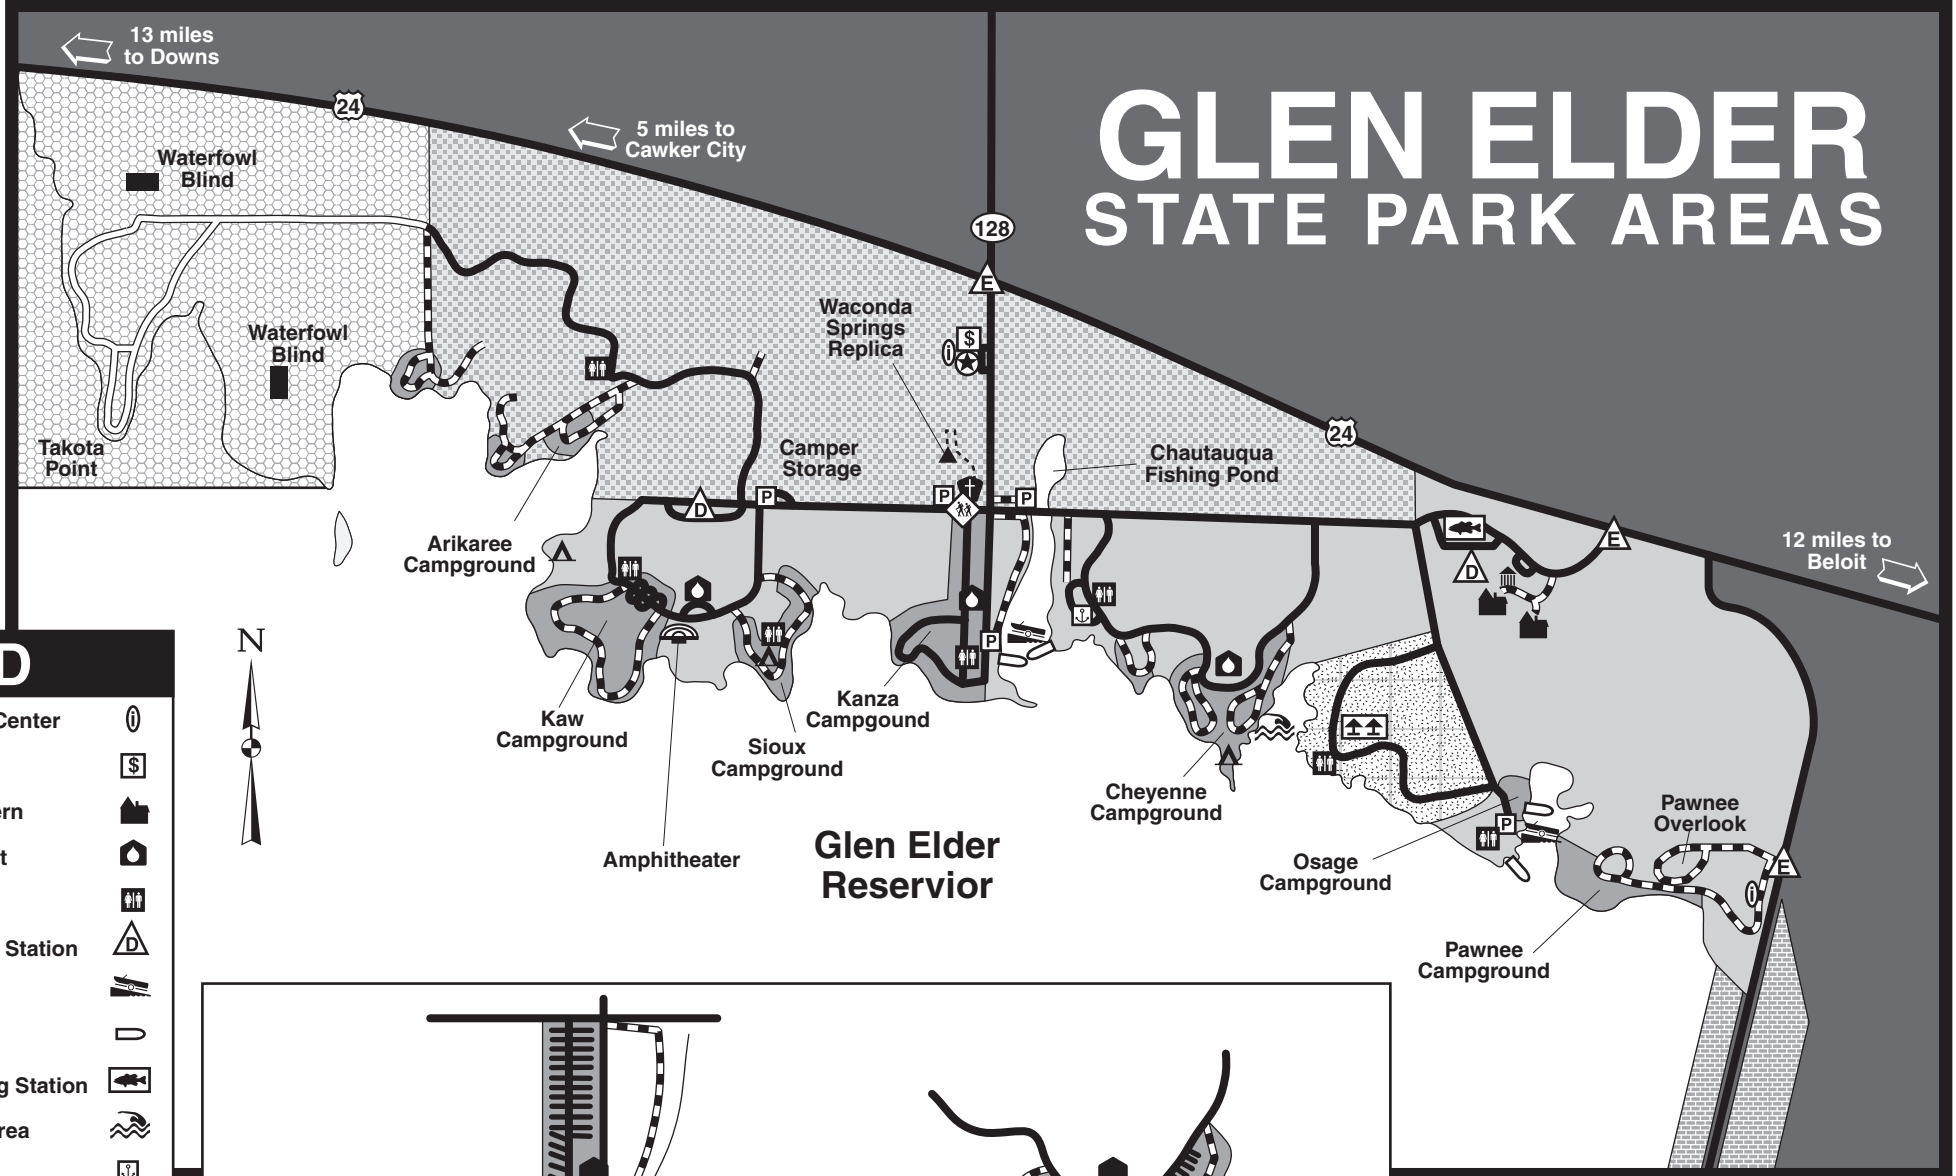 13 miles
to Downs
24
5 miles to
Cawker City
GLEN ELDER
STATE PARK AREAS
Waterfowl
Blind
128
E
Waconda
Springs
Replica
$
i
Waterfowl
Blind
24
Takota
Point
Camper
Storage
Chautauqua
Fishing Pond
P
P
P
D
E
12 miles to
Beloit
Arikaree
Campground
D
N
D
P
Kanza
Campgound
Kaw
Campground
Sioux
Campground
Center
i
$
Cheyenne
Campground
Pawnee
Overlook
P
ern
Glen Elder
Reservior
t
Amphitheater
Osage
Campground
E
i
Station
D
Pawnee
Campground
g Station
rea